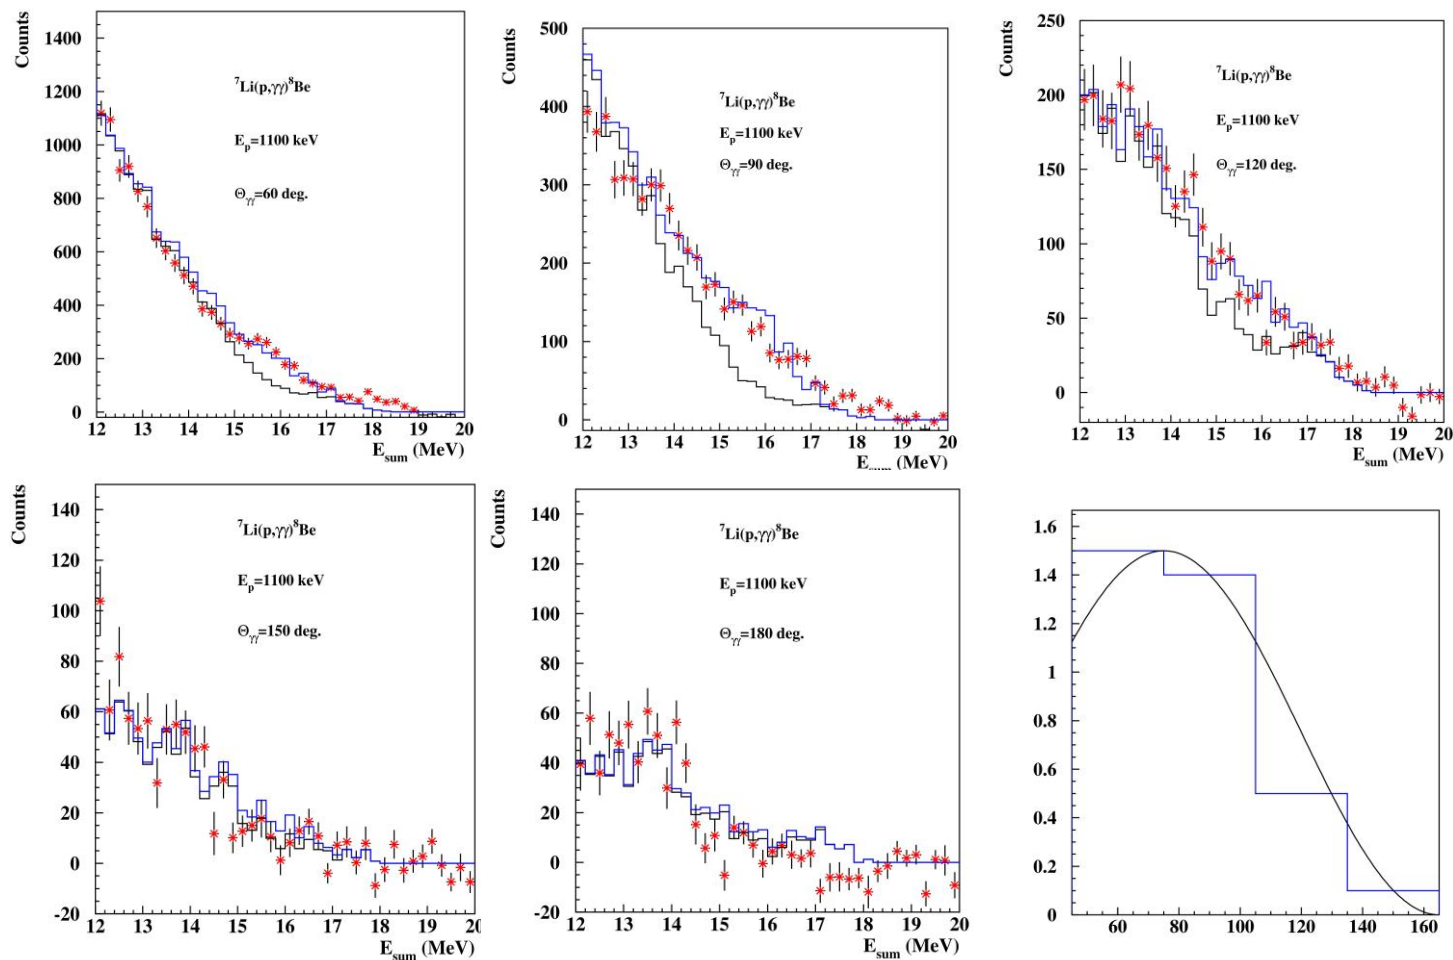 Counts
1400
1200
1000
800
600
400
200
0
⁷Li(p,γγ)⁸Be
Eₚ=1100 keV
Θγγ=60 deg.
12 13 14 15 16 17 18 19 20
E_sum (MeV)
Counts
500
400
300
200
100
0
⁷Li(p,γγ)⁸Be
Eₚ=1100 keV
Θγγ=90 deg.
12 13 14 15 16 17 18 19 20
E_sum (MeV)
Counts
250
200
150
100
50
0
⁷Li(p,γγ)⁸Be
Eₚ=1100 keV
Θγγ=120 deg.
12 13 14 15 16 17 18 19 20
E_sum (MeV)
Counts
140
120
100
80
60
40
20
0
-20
⁷Li(p,γγ)⁸Be
Eₚ=1100 keV
Θγγ=150 deg.
12 13 14 15 16 17 18 19 20
E_sum (MeV)
Counts
140
120
100
80
60
40
20
0
-20
⁷Li(p,γγ)⁸Be
Eₚ=1100 keV
Θγγ=180 deg.
12 13 14 15 16 17 18 19 20
E_sum (MeV)
1.6
1.4
1.2
1
0.8
0.6
0.4
0.2
0
60 80 100 120 140 160